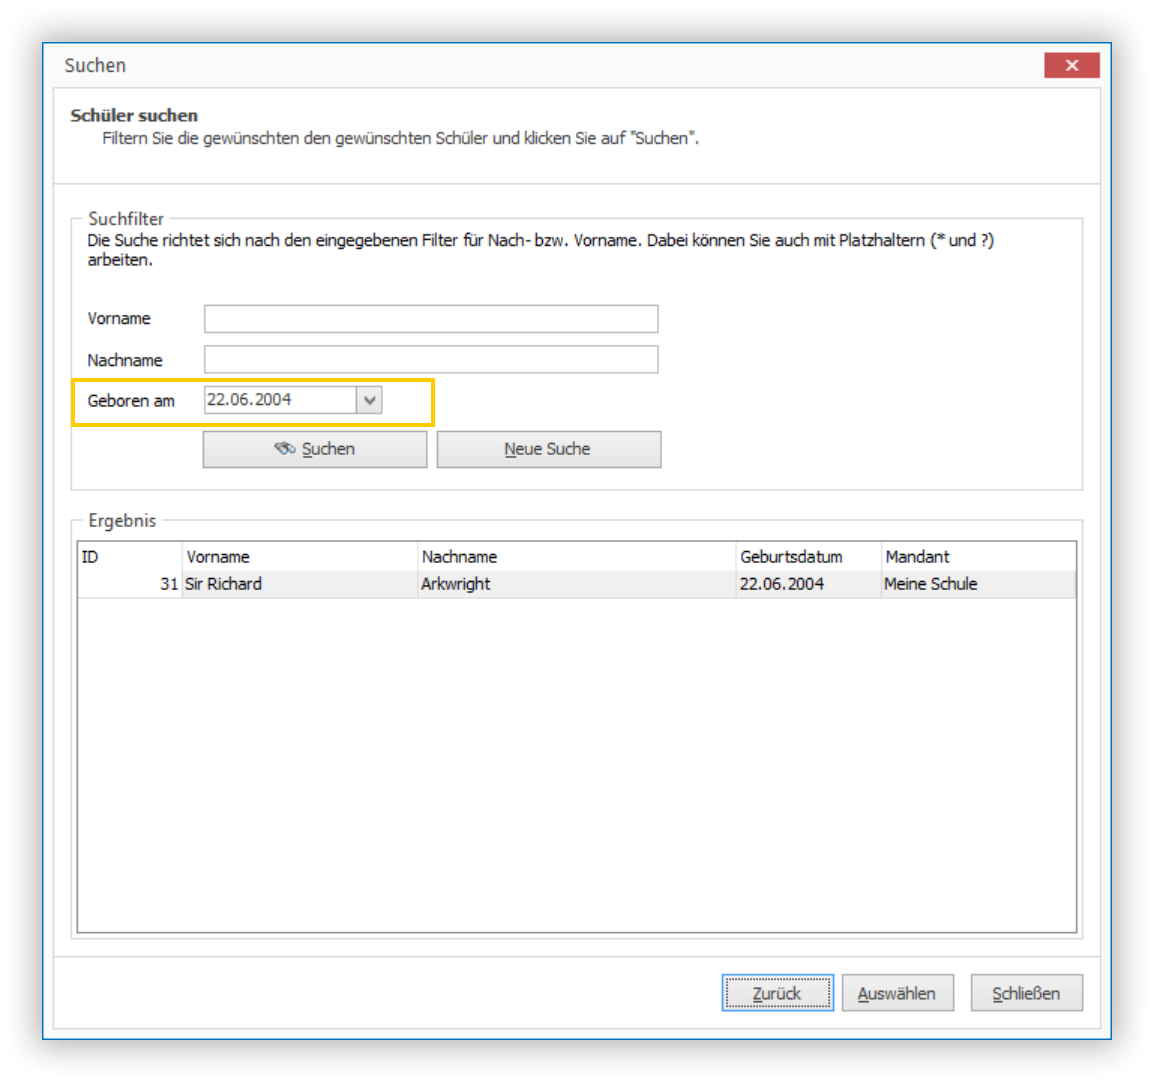 Suchen
Schüler suchen
Filtern Sie die gewünschten den gewünschten Schüler und klicken Sie auf "Suchen".
Suchfilter
Die Suche richtet sich nach den eingegebenen Filter für Nach- bzw. Vorname. Dabei können Sie auch mit Platzhaltern (* und ?)
arbeiten.
Vorname
Nachname
Geboren am 22.06.2004
Suchen Neue Suche
Ergebnis
ID Vorname Nachname Geburtsdatum Mandant
31 Sir Richard Arkwright 22.06.2004 Meine Schule
Zurück Auswählen Schließen